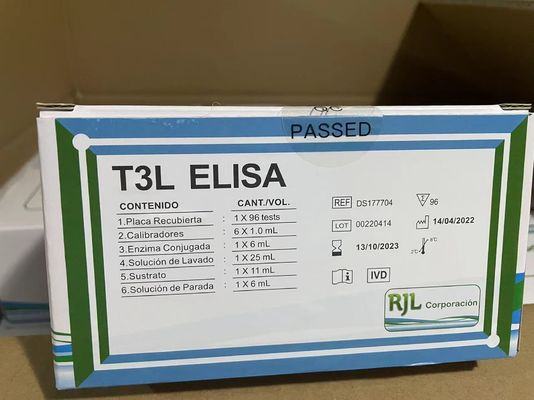 PASSED
T3L ELISA
CONTENIDO CANT./VOL.
1.Placa Recubierta : 1 X 96 tests
2.Calibradores : 6 X 1.0 mL
3.Enzima Conjugada : 1 X 6 mL
4.Solución de Lavado : 1 X 25 mL
5.Sustrato : 1 X 11 mL
6.Solución de Parada : 1 X 6 mL
REF DS177704
96
LOT 00220414
14/04/2022
13/10/2023
2°C 8°C
i IVD
RJL Corporación